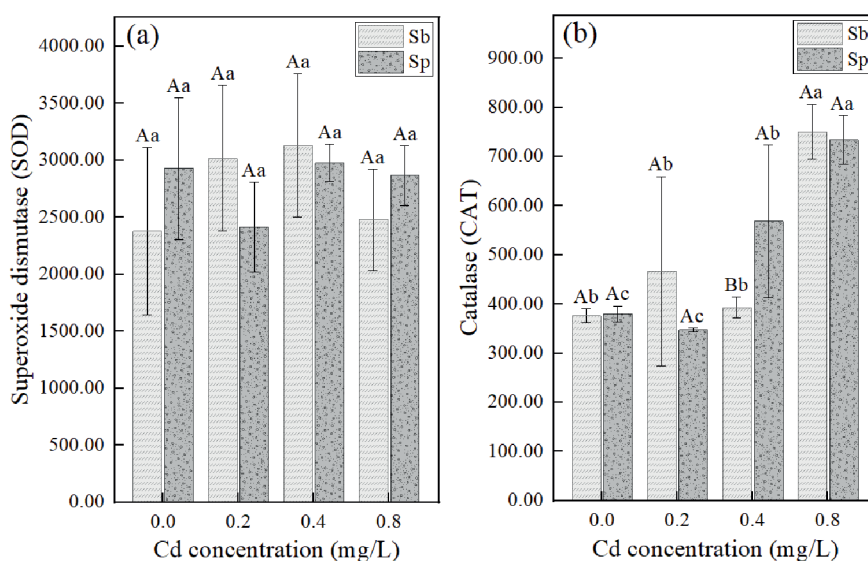 (a)
Sb
Sp
4000.00
3500.00
3000.00
2500.00
2000.00
1500.00
1000.00
500.00
0.00
Superoxide dismutase (SOD)
Aa Aa Aa Aa Aa Aa Aa Aa
0.0 0.2 0.4 0.8
Cd concentration (mg/L)
(b)
Sb
Sp
900.00
800.00
700.00
600.00
500.00
400.00
300.00
200.00
100.00
0.00
Catalase (CAT)
Ab Ac Ab Ac Bb Ab Aa Aa
0.0 0.2 0.4 0.8
Cd concentration (mg/L)